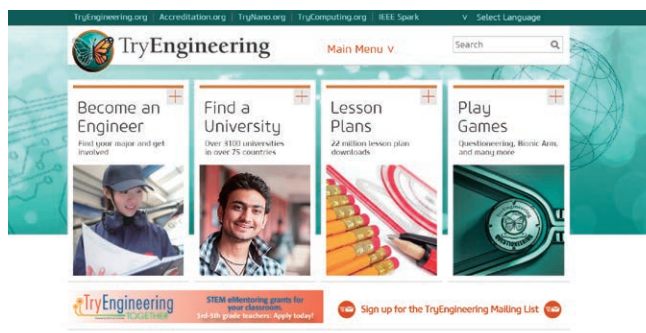 TryEngineering.org | Accreditation.org | TryNano.org | TryComputing.org | IEEE Spark v Select Language
TryEngineering
Main Menu v
Search
Become an
Engineer
Find your major and get
involved
Find a
University
Over 3100 universities
in over 75 countries
Lesson
Plans
22 million lesson plan
downloads
Play
Games
Questioneering, Bionic Arm,
and many more
QUESTIONEERING
TryEngineering
TOGETHER
STEM eMentoring grants for
your classroom.
3rd-5th grade teachers: Apply today!
Sign up for the TryEngineering Mailing List